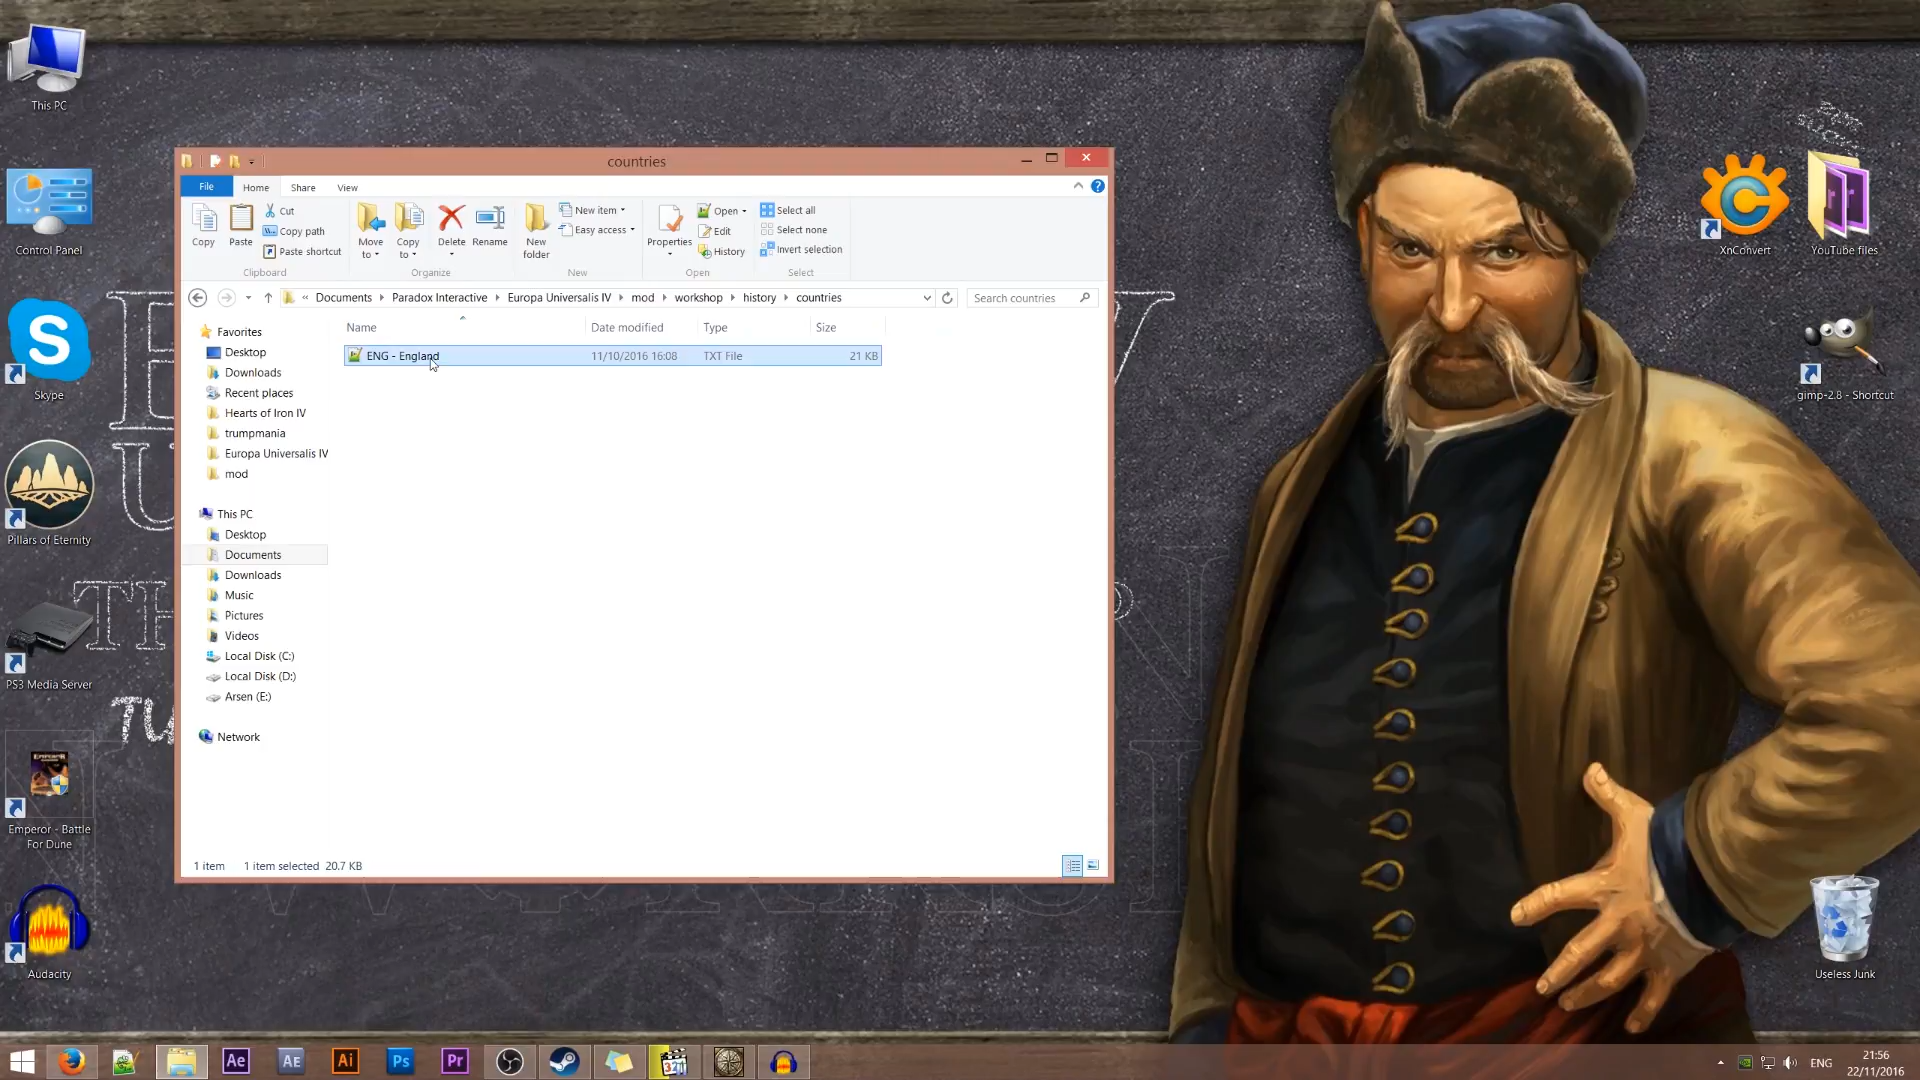 This PC
Control Panel
Skype
Pillars of Eternity
PS3 Media Server
Emperor - Battle
For Dune
Audacity
countries
File Home Share View
Copy
Paste
Cut
Copy path
Paste shortcut
Clipboard
Move
to
Copy
to
Delete
Rename
Organize
New
folder
New item
Easy access
New
Properties
Open
Edit
History
Open
Select all
Select none
Invert selection
Select
« Documents Paradox Interactive Europa Universalis IV mod workshop history countries
Search countries
Name Date modified Type Size
ENG - England 11/10/2016 16:08 TXT File 21 KB
Favorites
Desktop
Downloads
Recent places
Hearts of Iron IV
trumpmania
Europa Universalis IV
mod
This PC
Desktop
Documents
Downloads
Music
Pictures
Videos
Local Disk (C:)
Local Disk (D:)
Arsen (E:)
Network
1 item 1 item selected 20.7 KB
XnConvert
YouTube files
gimp-2.8 - Shortcut
Useless Junk
Ae AE Ai Ps Pr
ENG
21:56
22/11/2016